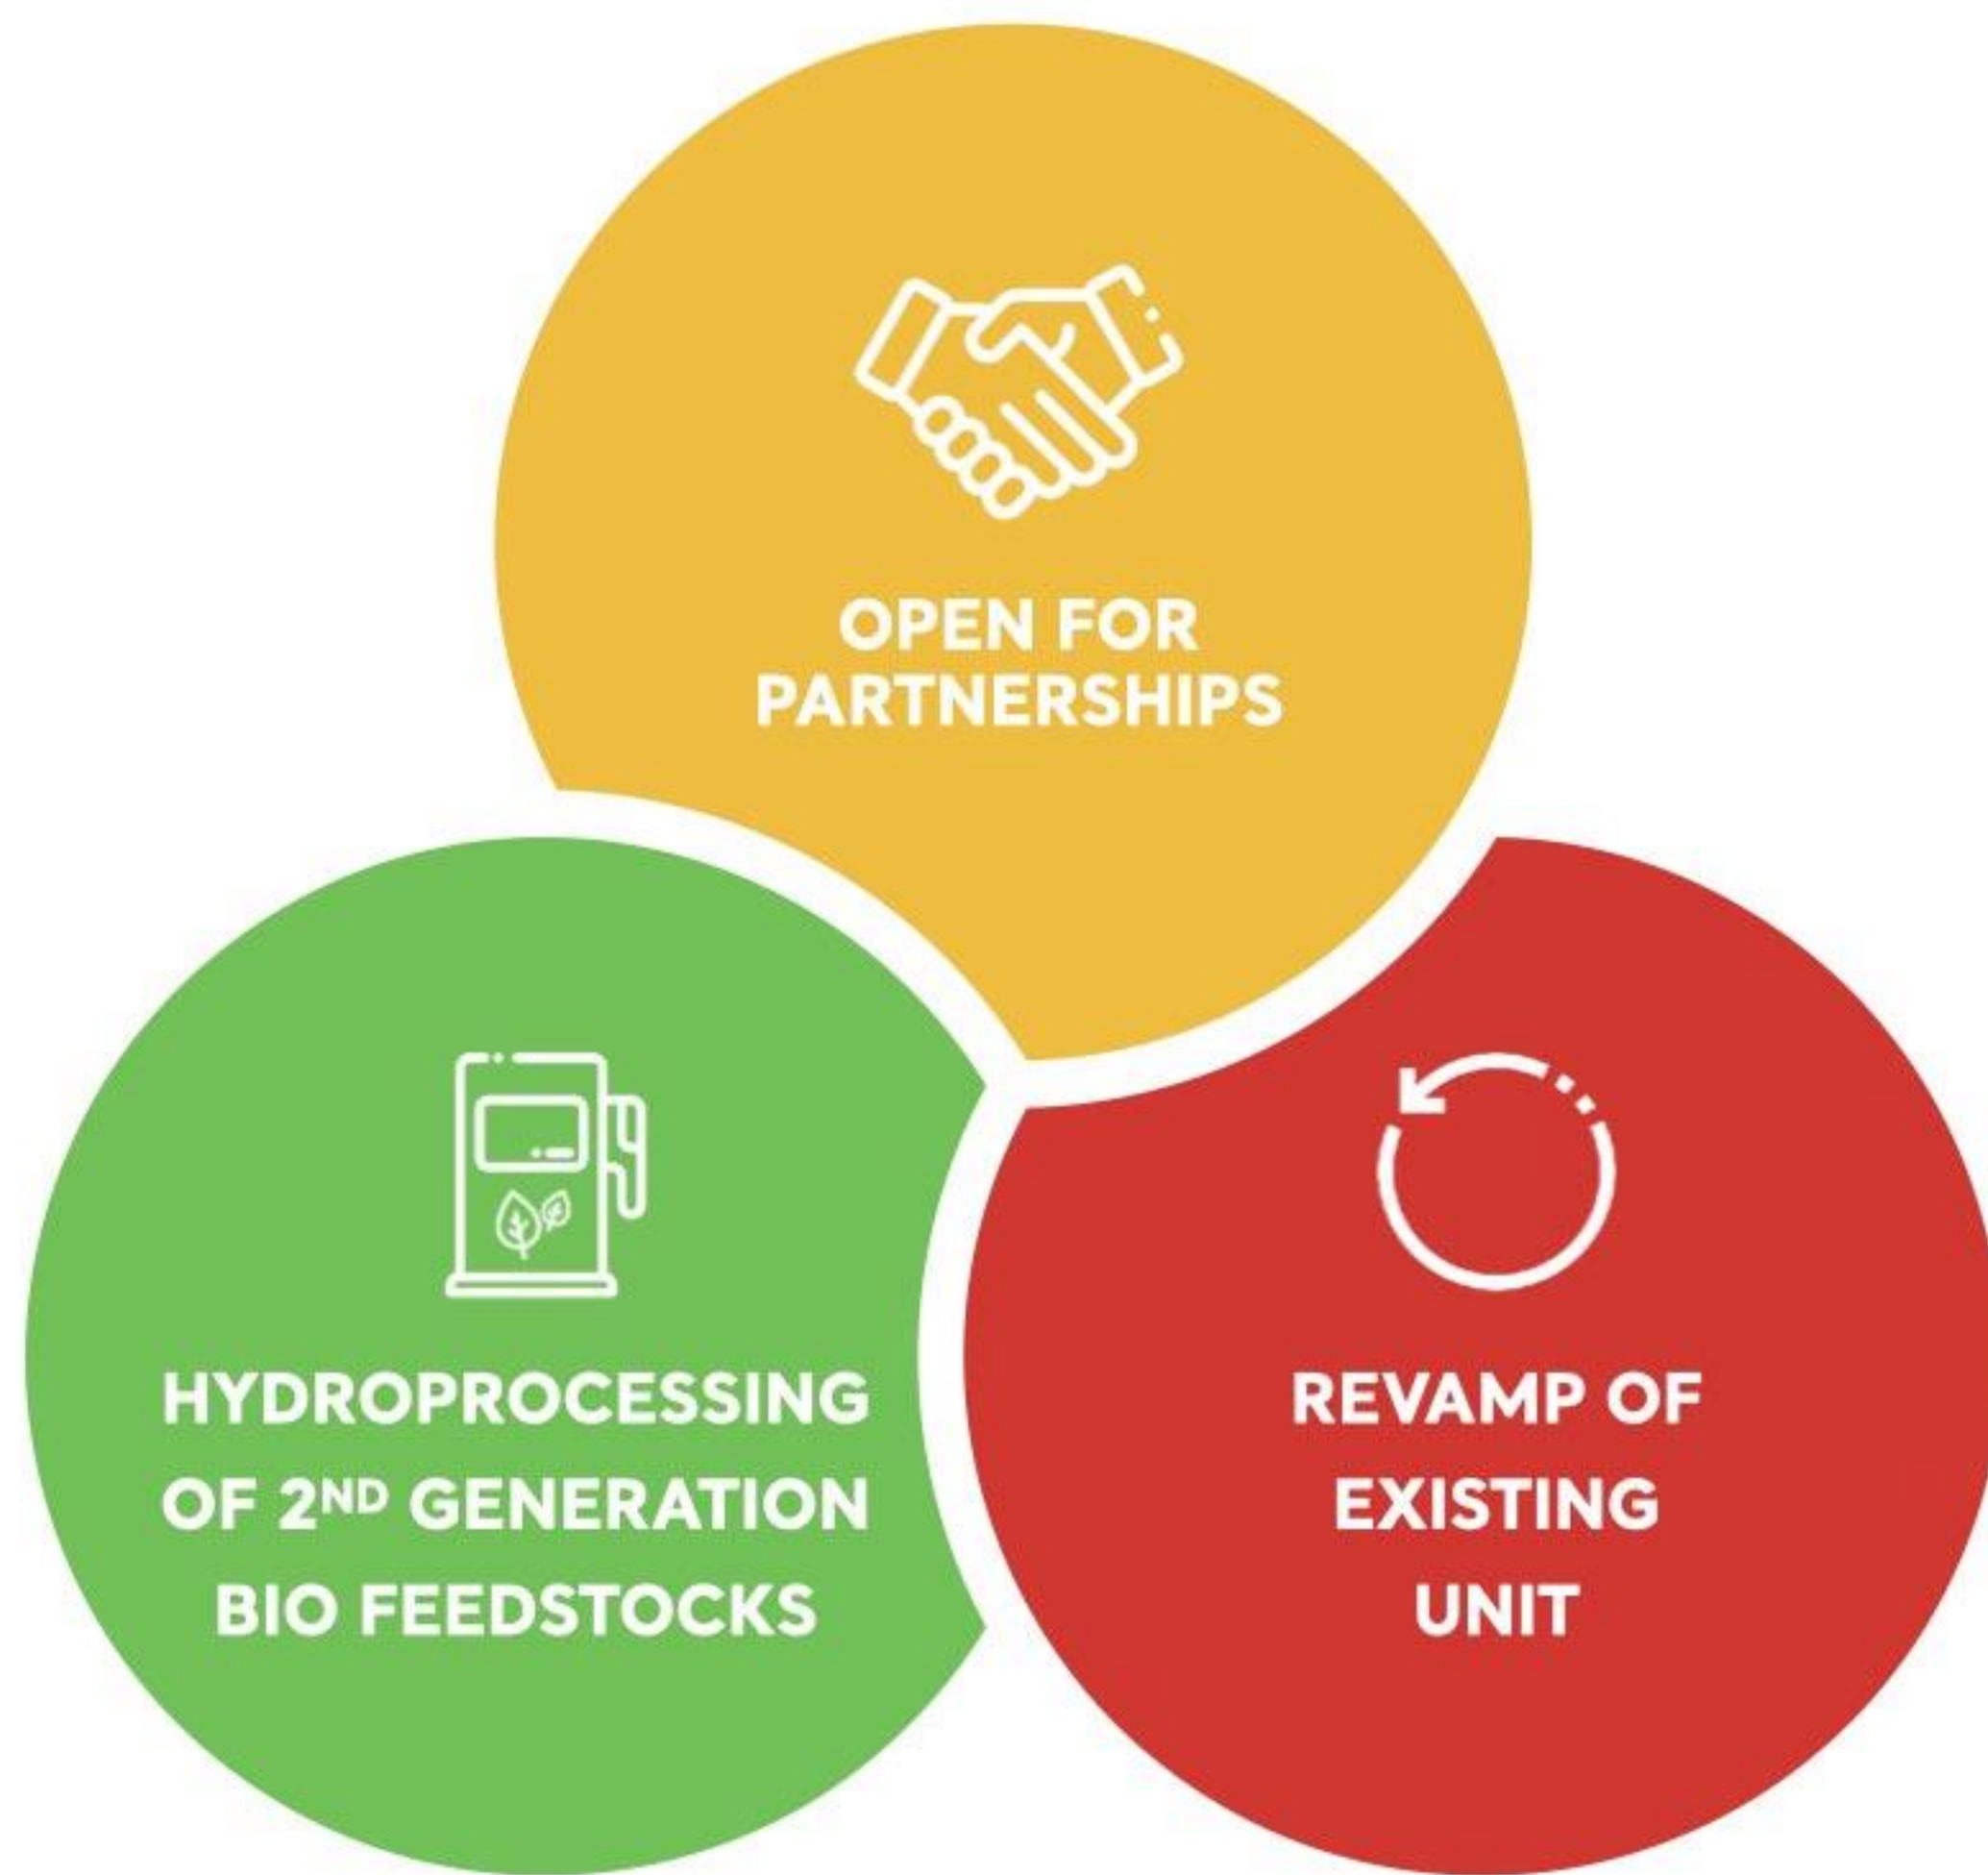 OPEN FOR
PARTNERSHIPS
HYDROPROCESSING
OF 2ND GENERATION
BIO FEEDSTOCKS
REVAMP OF
EXISTING
UNIT